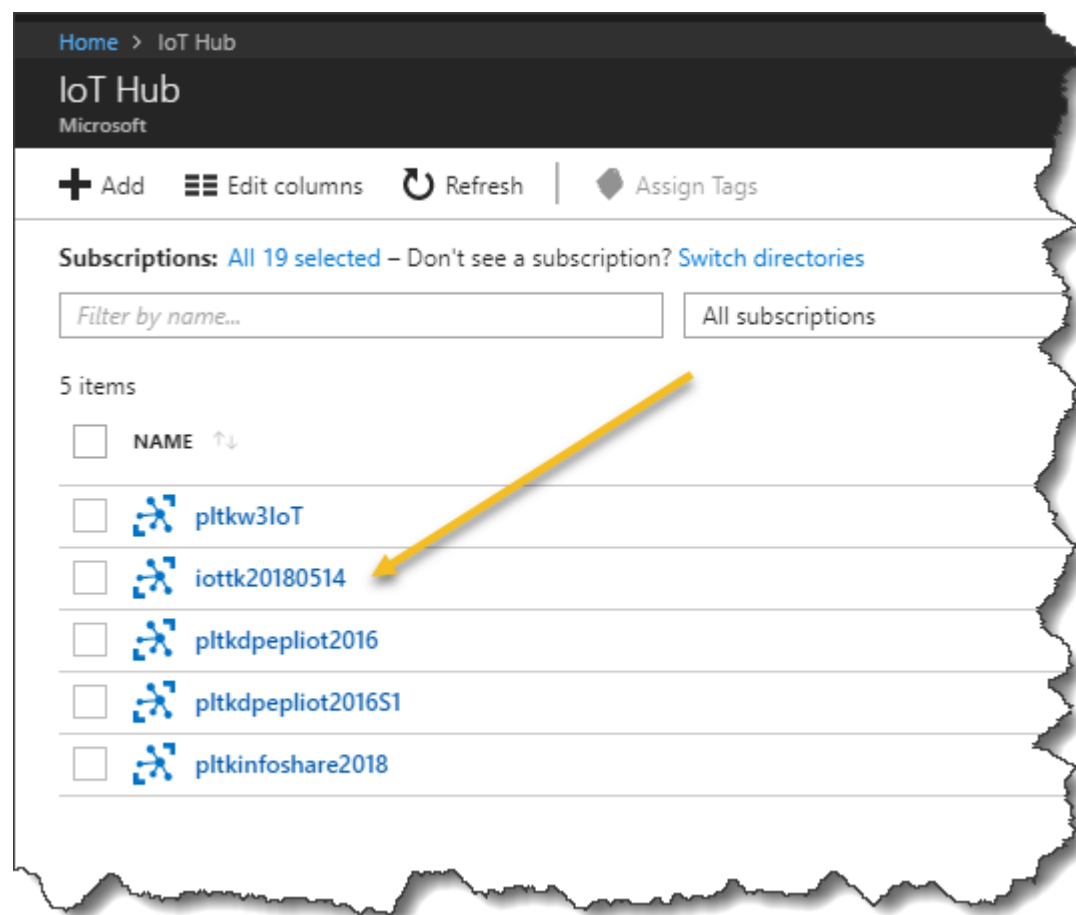 Home > IoT Hub
IoT Hub
Microsoft
Add Edit columns Refresh Assign Tags
Subscriptions: All 19 selected – Don't see a subscription? Switch directories
Filter by name... All subscriptions
5 items
NAME
pltkw3IoT
iottk20180514
pltkdpepliot2016
pltkdpepliot2016S1
pltkinfoshare2018